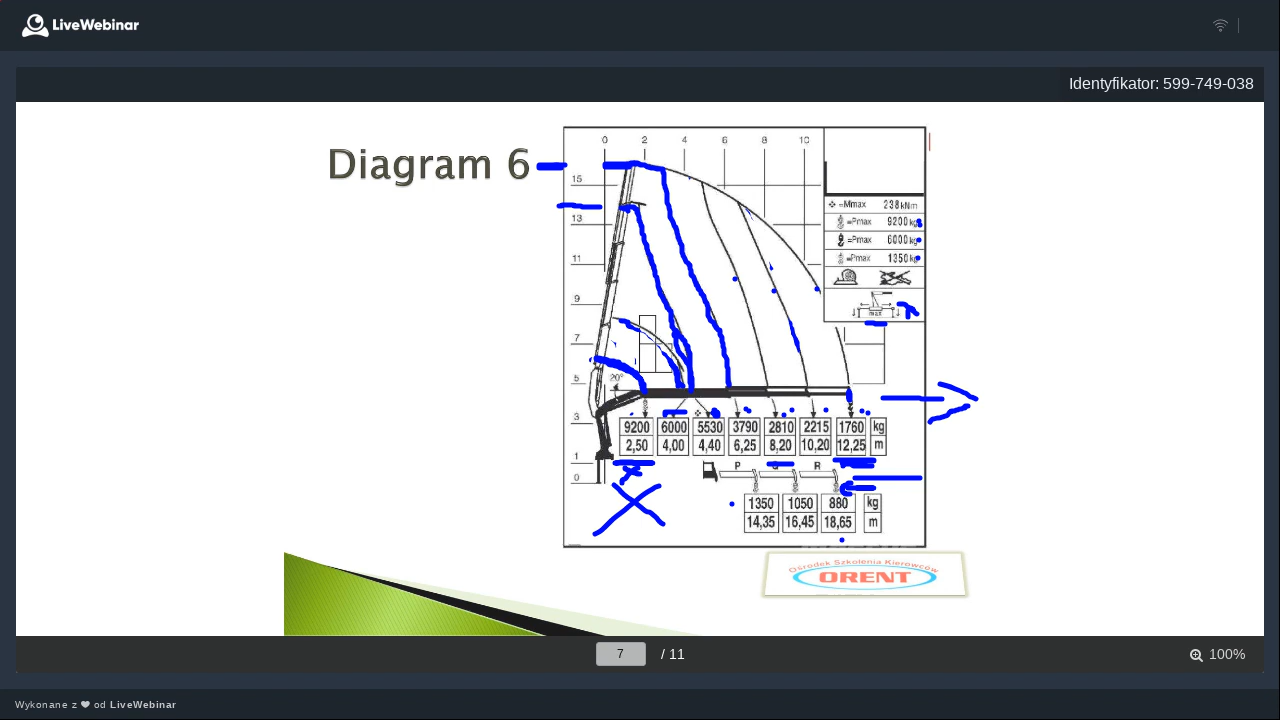 LiveWebinar
Identyfikator: 599-749-038
Diagram 6
0 2 4 6 8 10
15
13
11
9
7
5
3
1
0
20°
=Mmax 238 kNm
=Pmax 9200 kg
=Pmax 6000 kg
=Pmax 1350 kg
max
9200 6000 5530 3790 2810 2215 1760 kg
2,50 4,00 4,40 6,25 8,20 10,20 12,25 m
P Q R
1350 1050 880 kg
14,35 16,45 18,65 m
Ośrodek Szkolenia Kierowców
ORENT
7 / 11
100%
Wykonane z od LiveWebinar